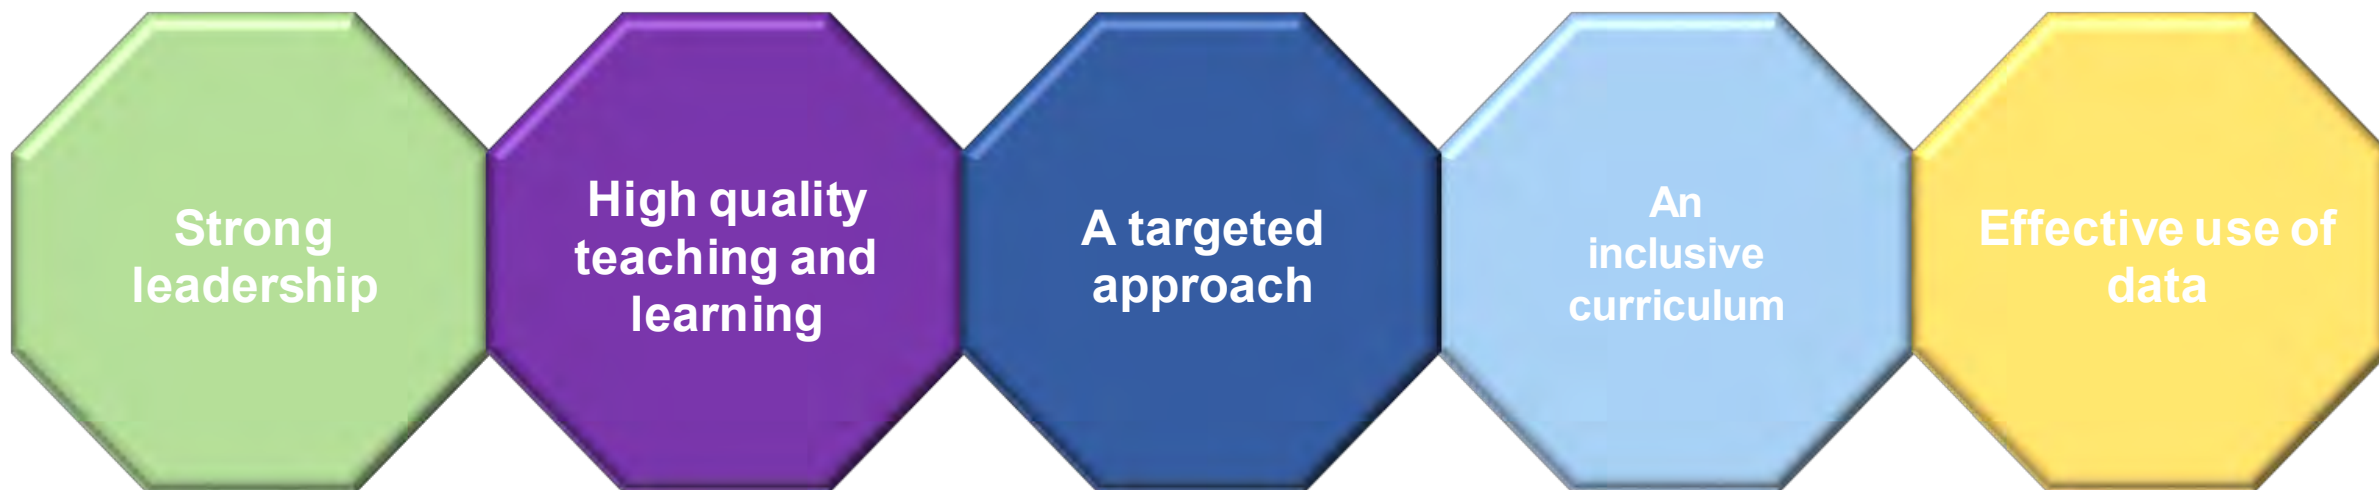 Strong
leadership
High quality
teaching and
learning
A targeted
approach
An
inclusive
curriculum
Effective use of
data